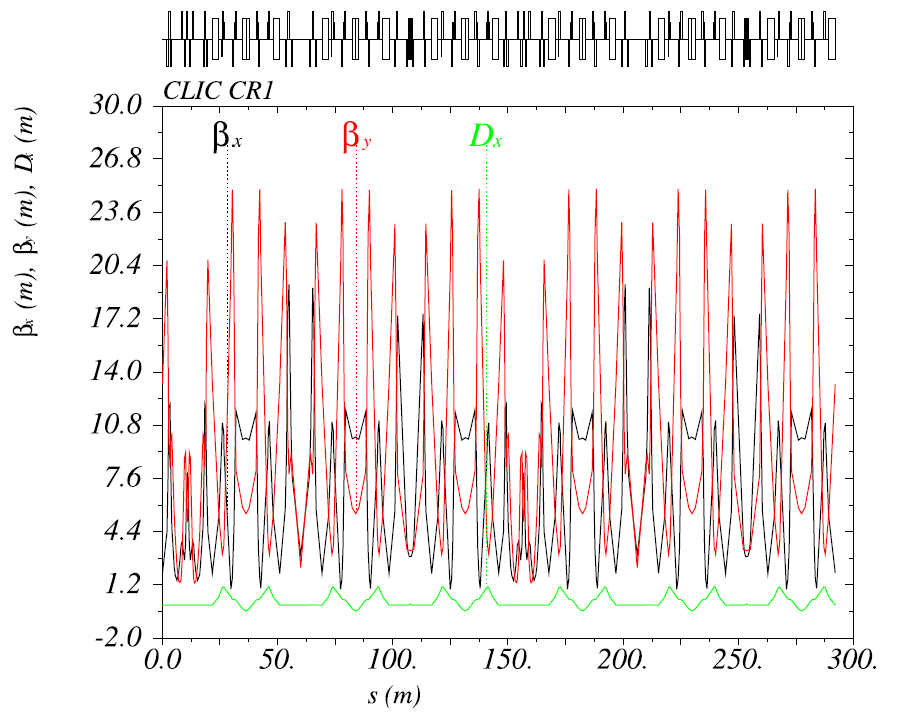 CLIC CR1
βx (m), βy (m), Dx (m)
30.0
26.8
23.6
20.4
17.2
14.0
10.8
7.6
4.4
1.2
-2.0
βx βy Dx
0.0 50. 100. 150. 200. 250. 300.
s (m)